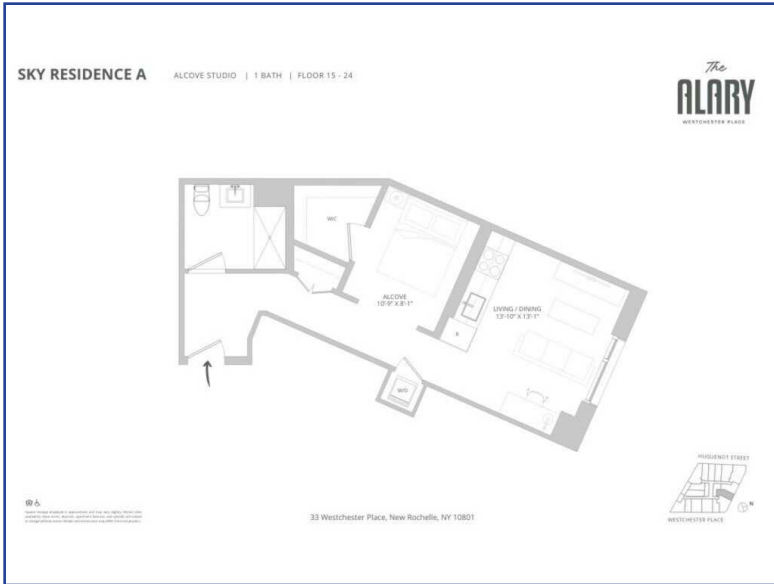 SKY RESIDENCE A
ALCOVE STUDIO | 1 BATH | FLOOR 15 - 24
The
ALARY
WESTCHESTER PLACE
WIC
ALCOVE
10'-9" X 8'-1"
LIVING / DINING
13'-10" X 13'-1"
R
W/D
HUGUENOT STREET
N
WESTCHESTER PLACE
33 Westchester Place, New Rochelle, NY 10801